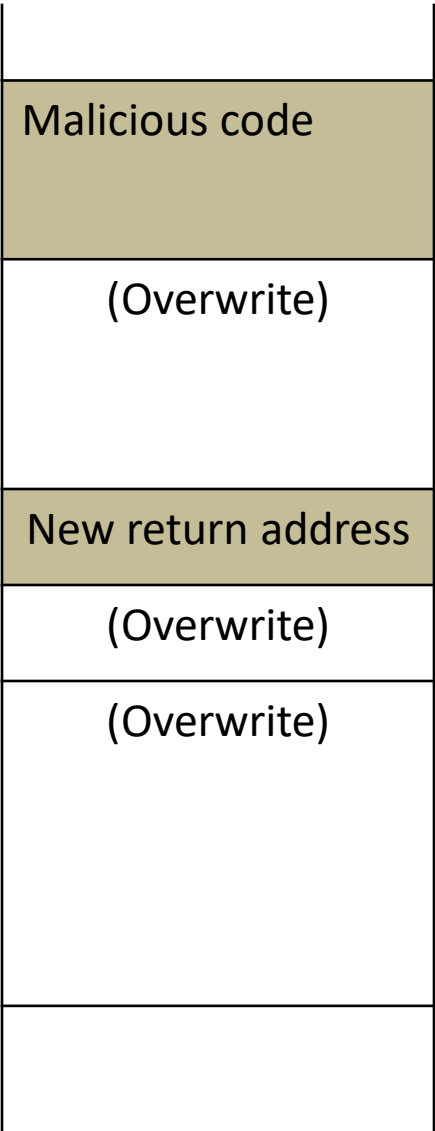 Malicious code
(Overwrite)
New return address
(Overwrite)
(Overwrite)